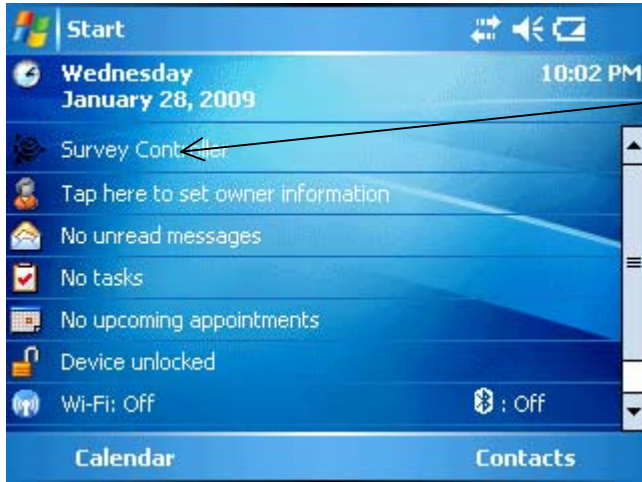 Start
Wednesday
10:02 PM
January 28, 2009
Survey Controller
Tap here to set owner information
No unread messages
No tasks
No upcoming appointments
Device unlocked
Wi-Fi: Off
: Off
Calendar
Contacts